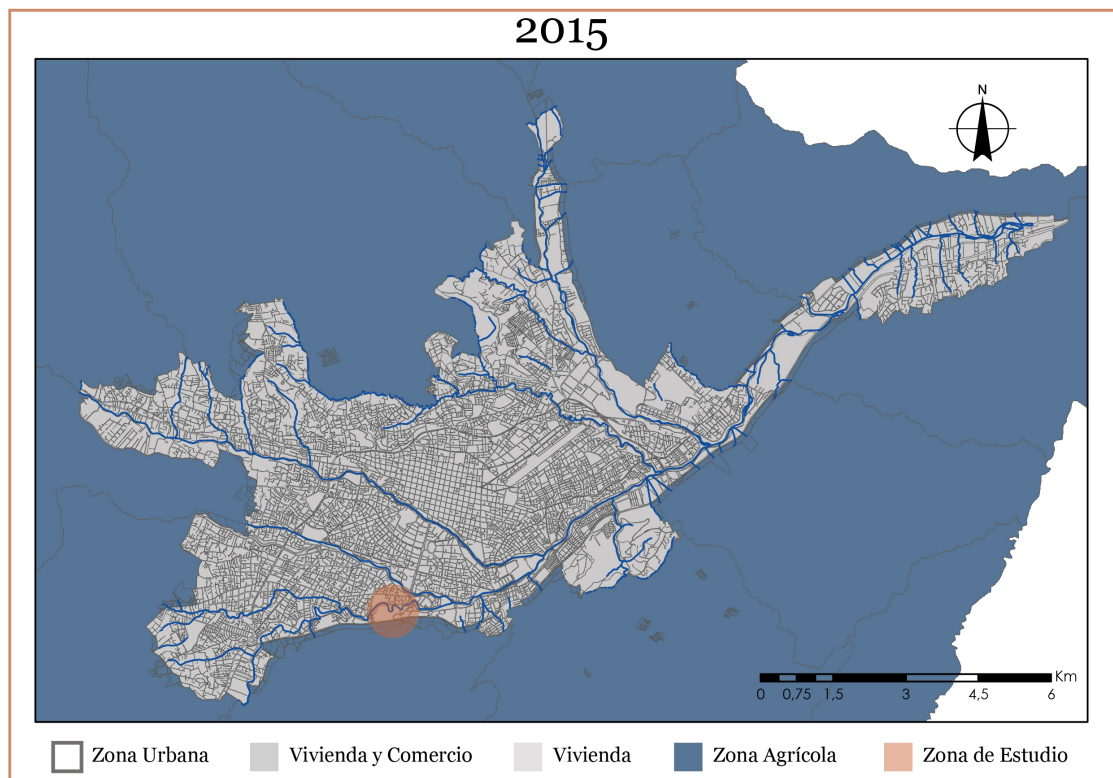 2015
N
Km
0 0,75 1,5 3 4,5 6
Zona Urbana Vivienda y Comercio Vivienda Zona Agrícola Zona de Estudio